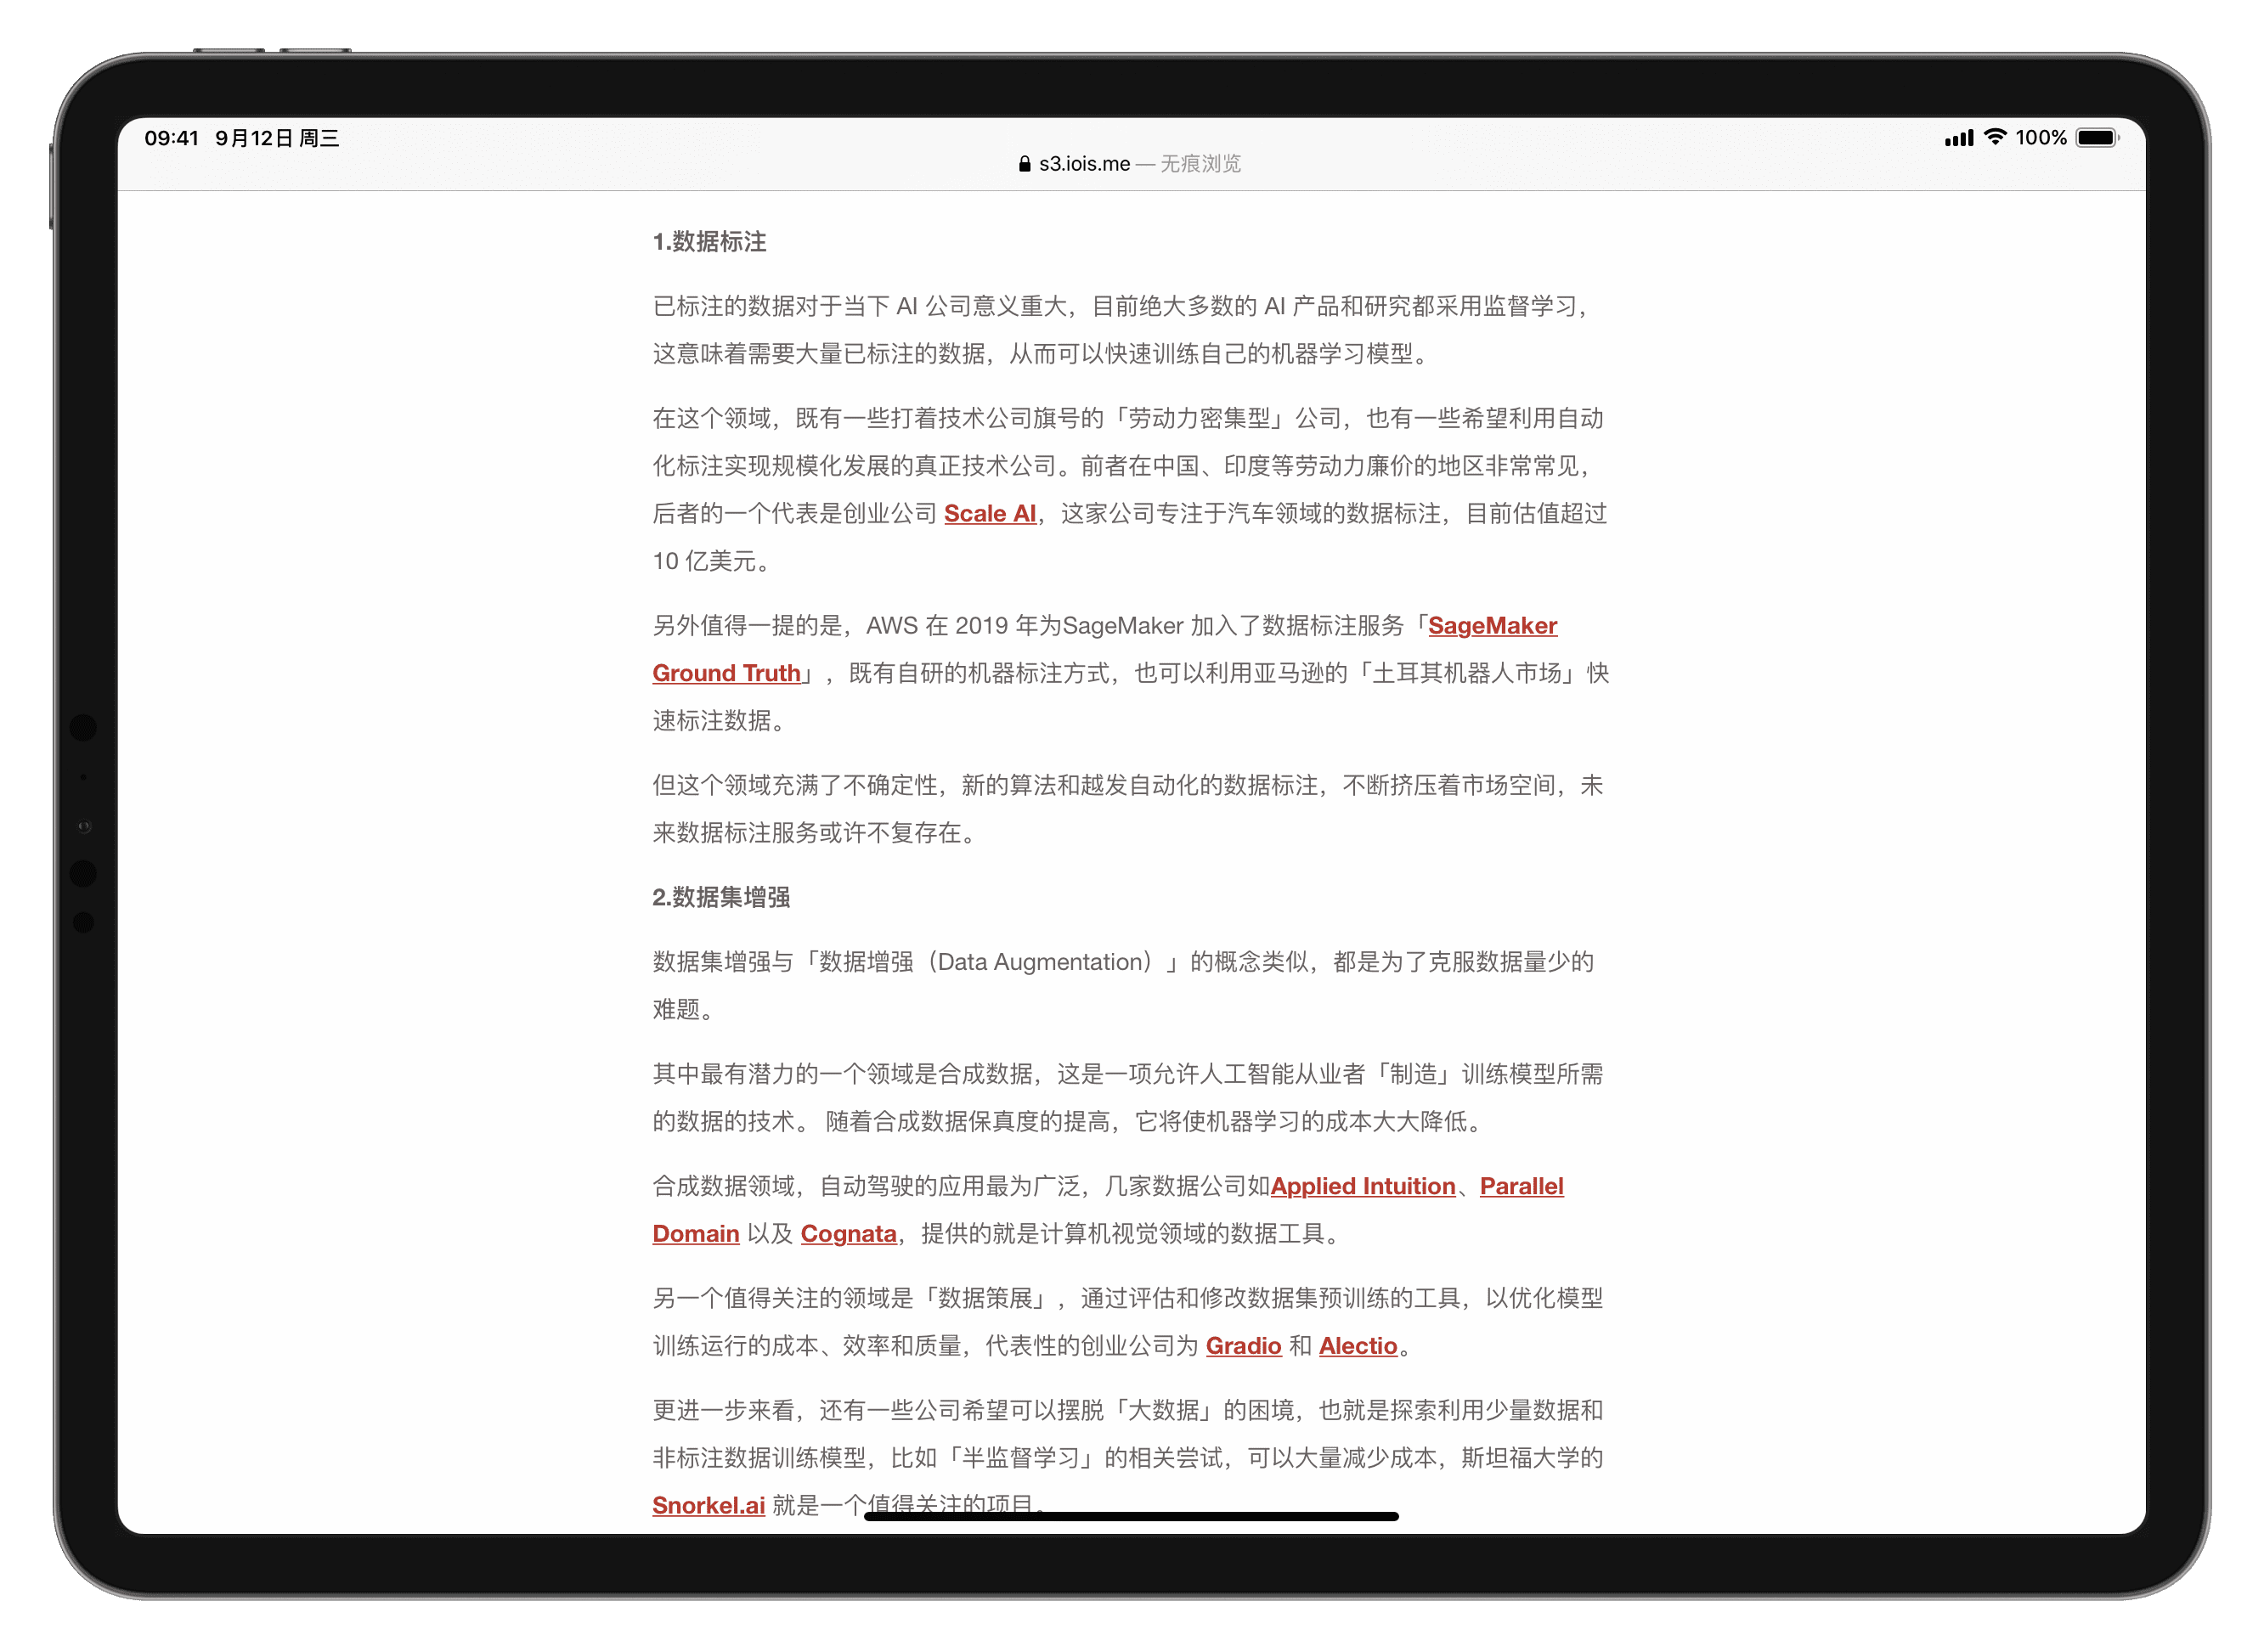 09:41 9月12日 周三
100%
s3.iois.me — 无痕浏览
1.数据标注
已标注的数据对于当下 AI 公司意义重大，目前绝大多数的 AI 产品和研究都采用监督学习，
这意味着需要大量已标注的数据，从而可以快速训练自己的机器学习模型。
在这个领域，既有一些打着技术公司旗号的「劳动力密集型」公司，也有一些希望利用自动
化标注实现规模化发展的真正技术公司。前者在中国、印度等劳动力廉价的地区非常常见，
后者的一个代表是创业公司 Scale AI，这家公司专注于汽车领域的数据标注，目前估值超过
10 亿美元。
另外值得一提的是，AWS 在 2019 年为SageMaker 加入了数据标注服务「SageMaker
Ground Truth」，既有自研的机器标注方式，也可以利用亚马逊的「土耳其机器人市场」快
速标注数据。
但这个领域充满了不确定性，新的算法和越发自动化的数据标注，不断挤压着市场空间，未
来数据标注服务或许不复存在。
2.数据集增强
数据集增强与「数据增强（Data Augmentation）」的概念类似，都是为了克服数据量少的
难题。
其中最有潜力的一个领域是合成数据，这是一项允许人工智能从业者「制造」训练模型所需
的数据的技术。 随着合成数据保真度的提高，它将使机器学习的成本大大降低。
合成数据领域，自动驾驶的应用最为广泛，几家数据公司如Applied Intuition、Parallel
Domain 以及 Cognata，提供的就是计算机视觉领域的数据工具。
另一个值得关注的领域是「数据策展」，通过评估和修改数据集预训练的工具，以优化模型
训练运行的成本、效率和质量，代表性的创业公司为 Gradio 和 Alectio。
更进一步来看，还有一些公司希望可以摆脱「大数据」的困境，也就是探索利用少量数据和
非标注数据训练模型，比如「半监督学习」的相关尝试，可以大量减少成本，斯坦福大学的
Snorkel.ai 就是一个值得关注的项目。